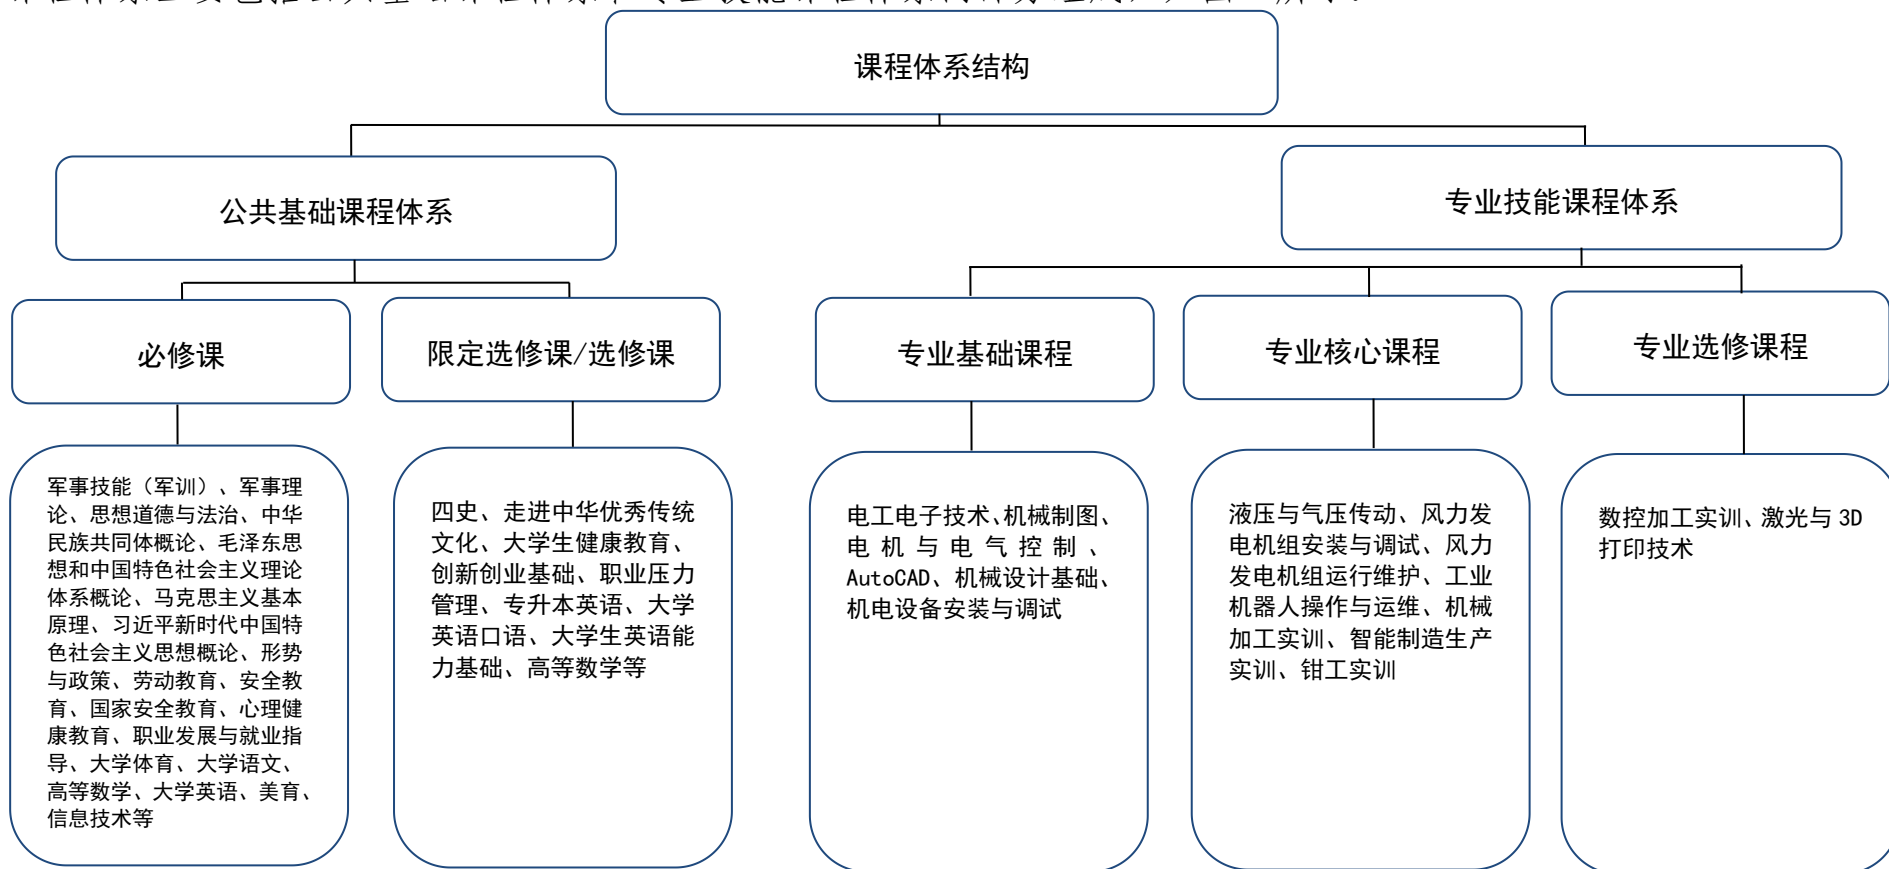 课程体系结构
公共基础课程体系
专业技能课程体系
必修课
限定选修课/选修课
专业基础课程
专业核心课程
专业选修课程
军事技能（军训）、军事理
论、思想道德与法治、中华
民族共同体概论、毛泽东思
想和中国特色社会主义理论
体系概论、马克思主义基本
原理、习近平新时代中国特
色社会主义思想概论、形势
与政策、劳动教育、安全教
育、国家安全教育、心理健
康教育、职业发展与就业指
导、大学体育、大学语文、
高等数学、大学英语、美育、
信息技术等
四史、走进中华优秀传统
文化、大学生健康教育、
创新创业基础、职业压力
管理、专升本英语、大学
英语口语、大学生英语能
力基础、高等数学等
电工电子技术、机械制图、
电机与电气控制、
AutoCAD、机械设计基础、
机电设备安装与调试
液压与气压传动、风力发
电机组安装与调试、风力
发电机组运行维护、工业
机器人操作与运维、机械
加工实训、智能制造生产
实训、钳工实训
数控加工实训、激光与 3D
打印技术